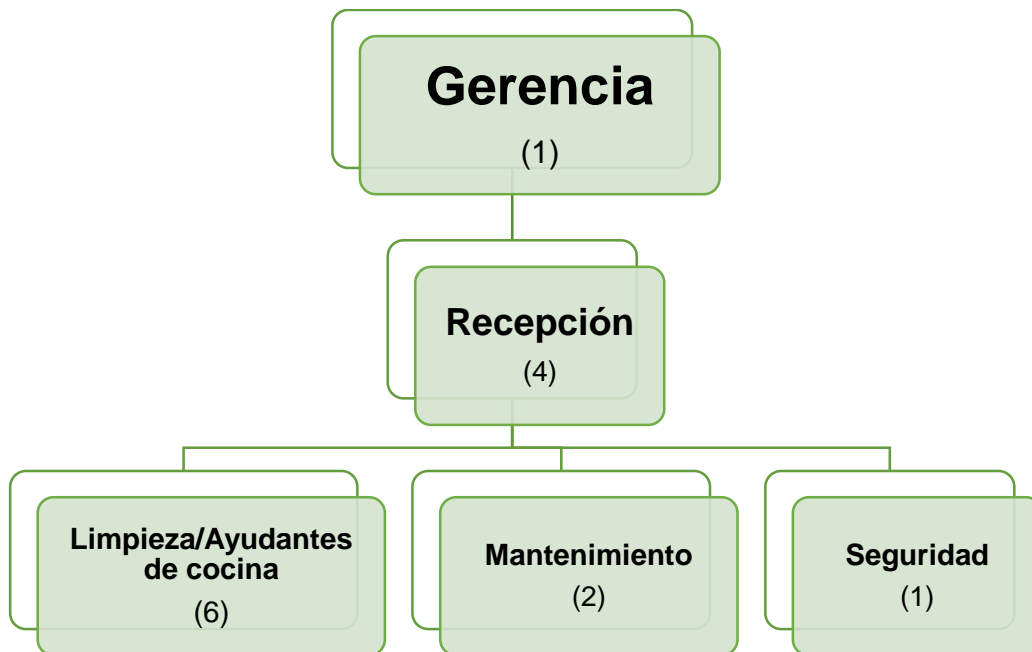 Gerencia
(1)
Recepción
(4)
Limpieza/Ayudantes
de cocina
(6)
Mantenimiento
(2)
Seguridad
(1)